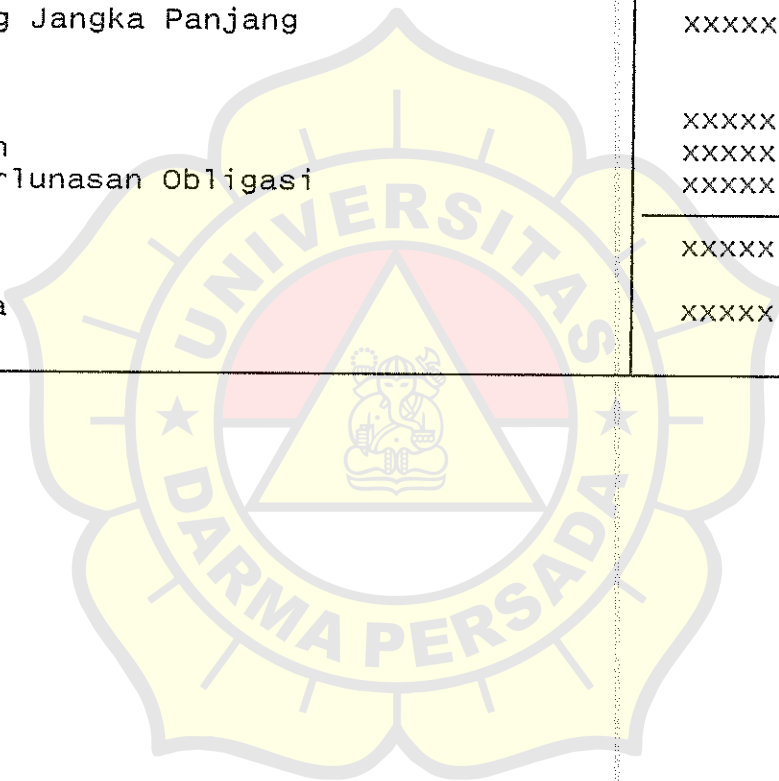 g Jangka Panjang xxxxx
xxxxx
n xxxxx
rlunasan Obligasi xxxxx
xxxxx
a xxxxx
UNIVERSITAS
DARMA PERSADA